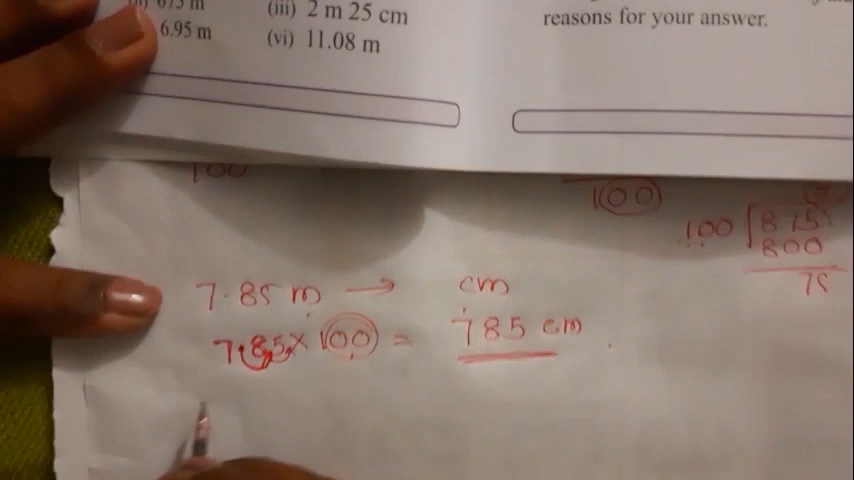 675 m
(iii) 2 m 25 cm
6.95 m
(vi) 11.08 m
reasons for your answer.
100
100
100 875
800
75
7.85 m → cm
7.85 × 100 = 785 cm